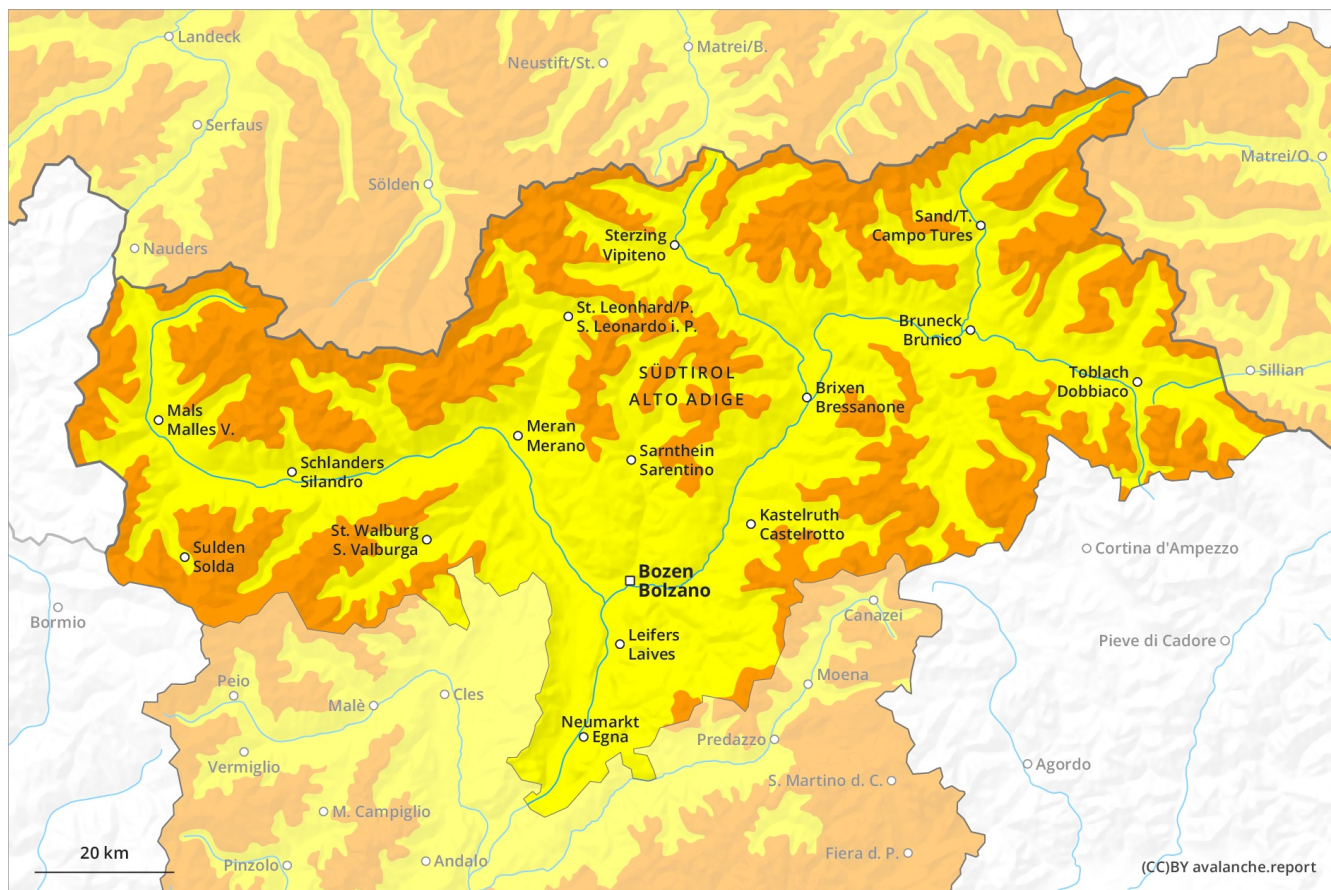 Landeck
Matrei/B.
Neustift/St.
Serfaus
Matrei/O.
Sölden
Sand/T.
Campo Tures
Sterzing
Vipiteno
Nauders
St. Leonhard/P.
S. Leonardo i. P.
Bruneck
Brunico
SÜDTIROL
ALTO ADIGE
Toblach
Dobbiaco
Sillian
Brixen
Bressanone
Mals
Malles V.
Meran
Merano
Schlanders
Silandro
Sarnthein
Sarentino
Kastelruth
Castelrotto
St. Walburg
S. Valburga
Sulden
Solda
Cortina d'Ampezzo
Bozen
Bolzano
Bormio
Canazei
Leifers
Laives
Pieve di Cadore
Peio
Moena
Malè
Cles
Neumarkt
Egna
Predazzo
Vermiglio
Agordo
S. Martino d. C.
M. Campiglio
20 km
Pinzolo
Andalo
Fiera d. P.
(CC)BY avalanche.report